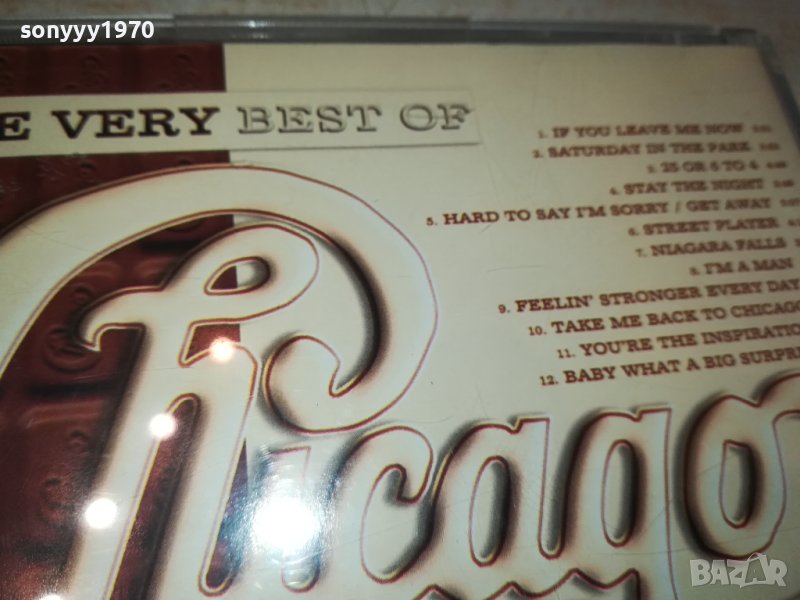 sonyyy1970
E VERY BEST OF
1. IF YOU LEAVE ME NOW
2. SATURDAY IN THE PARK
3. 25 OR 6 TO 4
4. STAY THE NIGHT
5. HARD TO SAY I'M SORRY / GET AWAY
6. STREET PLAYER
7. NIAGARA FALLS
8. I'M A MAN
9. FEELIN' STRONGER EVERY DAY
10. TAKE ME BACK TO CHICAGO
11. YOU'RE THE INSPIRATIO
12. BABY WHAT A BIG SURPRI
Chicago
BAZAR